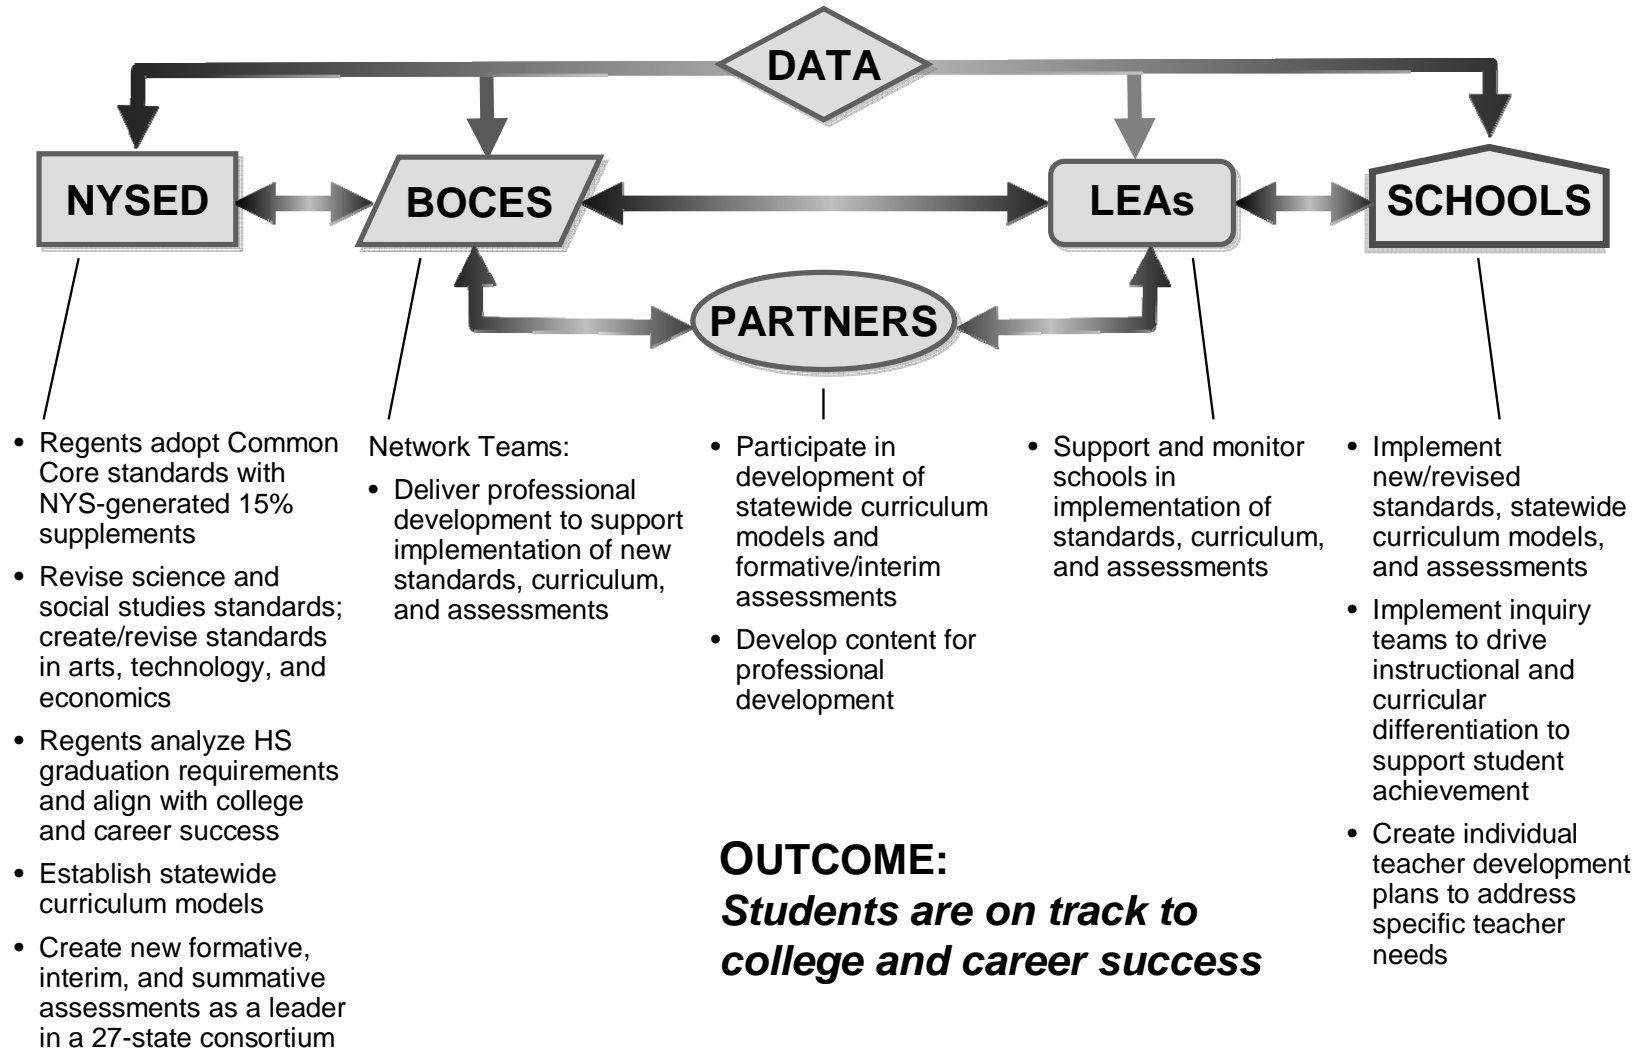 DATA
NYSED
BOCES
LEAs
SCHOOLS
PARTNERS
• Regents adopt Common
Core standards with
NYS-generated 15%
supplements
• Revise science and
social studies standards;
create/revise standards
in arts, technology, and
economics
• Regents analyze HS
graduation requirements
and align with college
and career success
• Establish statewide
curriculum models
• Create new formative,
interim, and summative
assessments as a leader
in a 27-state consortium
Network Teams:
• Deliver professional
development to support
implementation of new
standards, curriculum,
and assessments
• Participate in
development of
statewide curriculum
models and
formative/interim
assessments
• Develop content for
professional
development
• Support and monitor
schools in
implementation of
standards, curriculum,
and assessments
• Implement
new/revised
standards, statewide
curriculum models,
and assessments
• Implement inquiry
teams to drive
instructional and
curricular
differentiation to
support student
achievement
• Create individual
teacher development
plans to address
specific teacher
needs
OUTCOME:
Students are on track to
college and career success